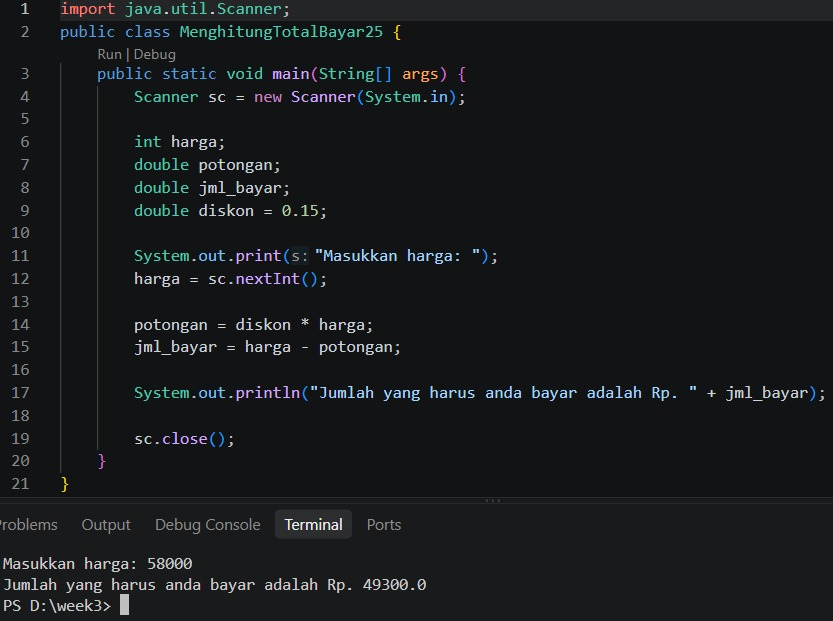 1 import java.util.Scanner;
2 public class MenghitungTotalBayar25 {
Run | Debug
3 public static void main(String[] args) {
4 Scanner sc = new Scanner(System.in);
5
6 int harga;
7 double potongan;
8 double jml_bayar;
9 double diskon = 0.15;
10
11 System.out.print(s: "Masukkan harga: ");
12 harga = sc.nextInt();
13
14 potongan = diskon * harga;
15 jml_bayar = harga - potongan;
16
17 System.out.println("Jumlah yang harus anda bayar adalah Rp. " + jml_bayar);
18
19 sc.close();
20 }
21 }
roblems Output Debug Console Terminal Ports
Masukkan harga: 58000
Jumlah yang harus anda bayar adalah Rp. 49300.0
PS D:\week3>